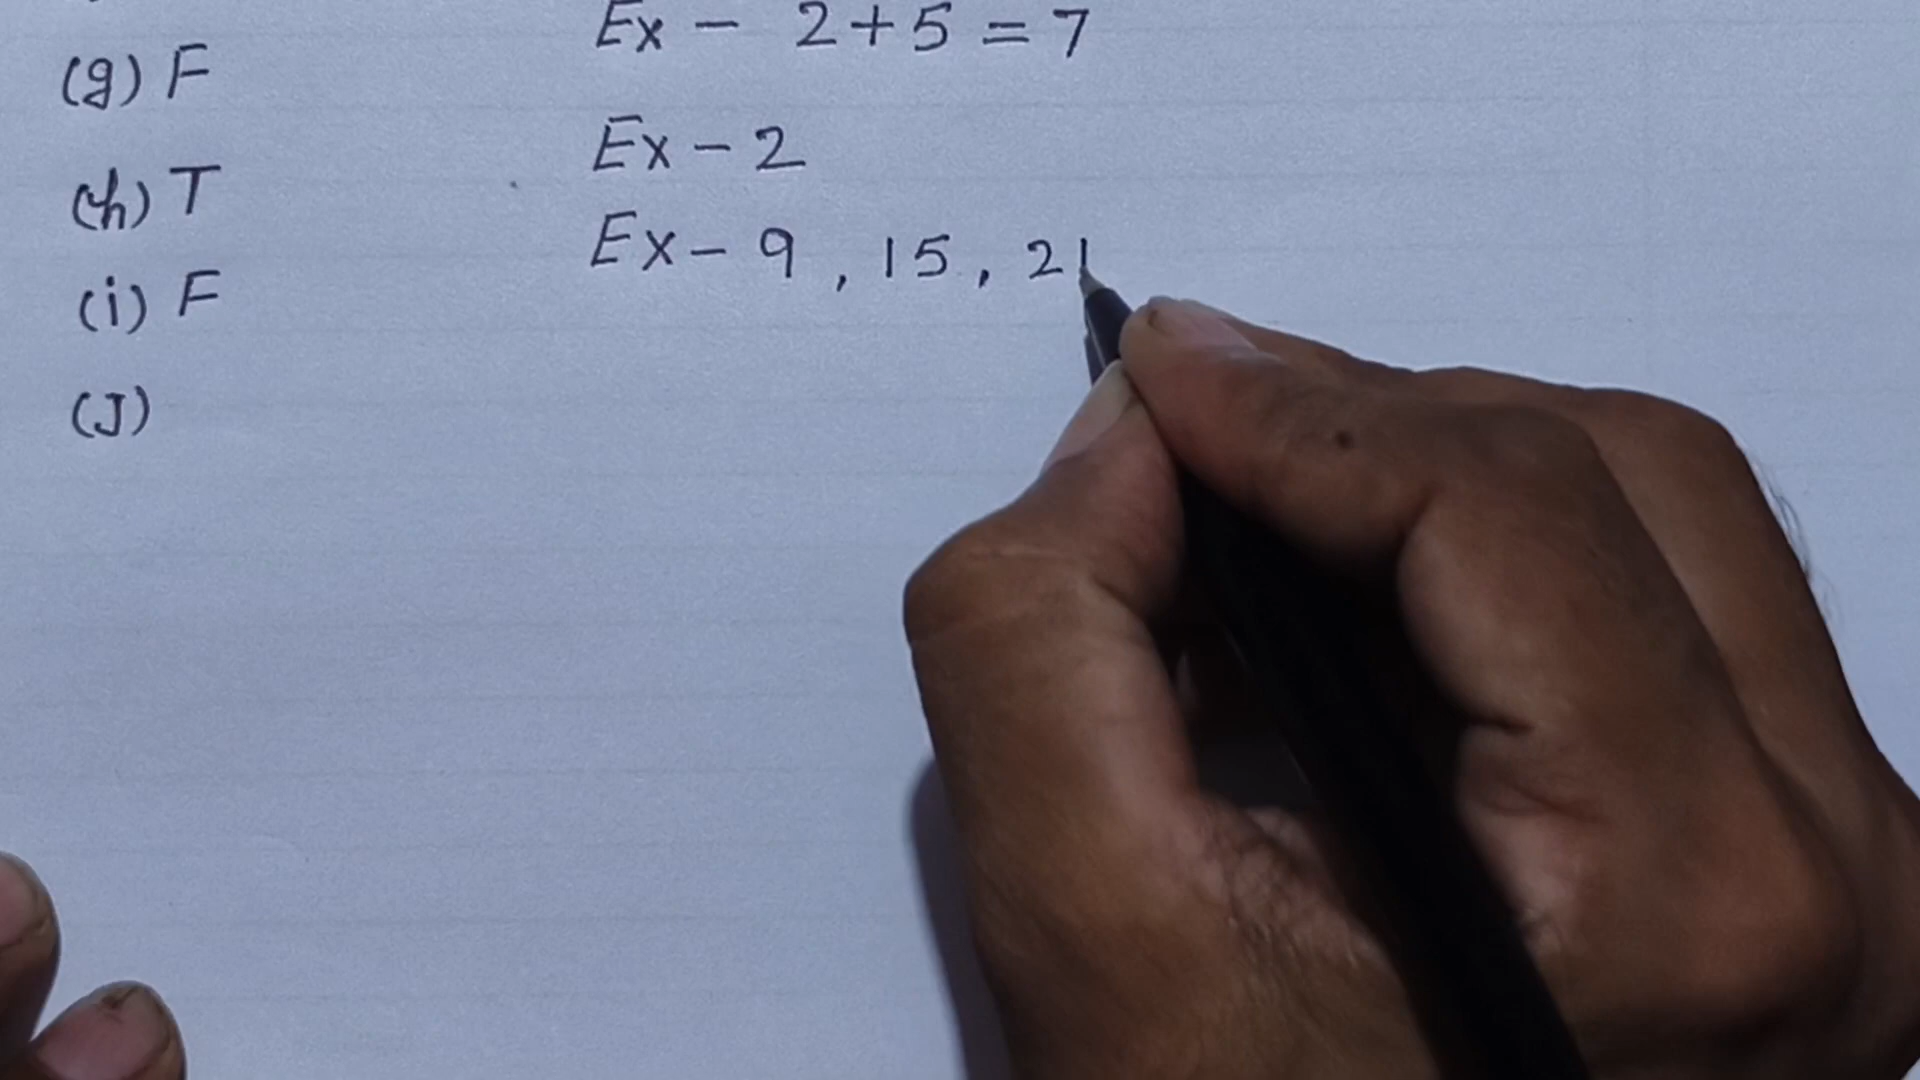 Ex - 2+5 = 7
(g) F
Ex - 2
(h) T
Ex - 9, 15, 21
(i) F
(J)